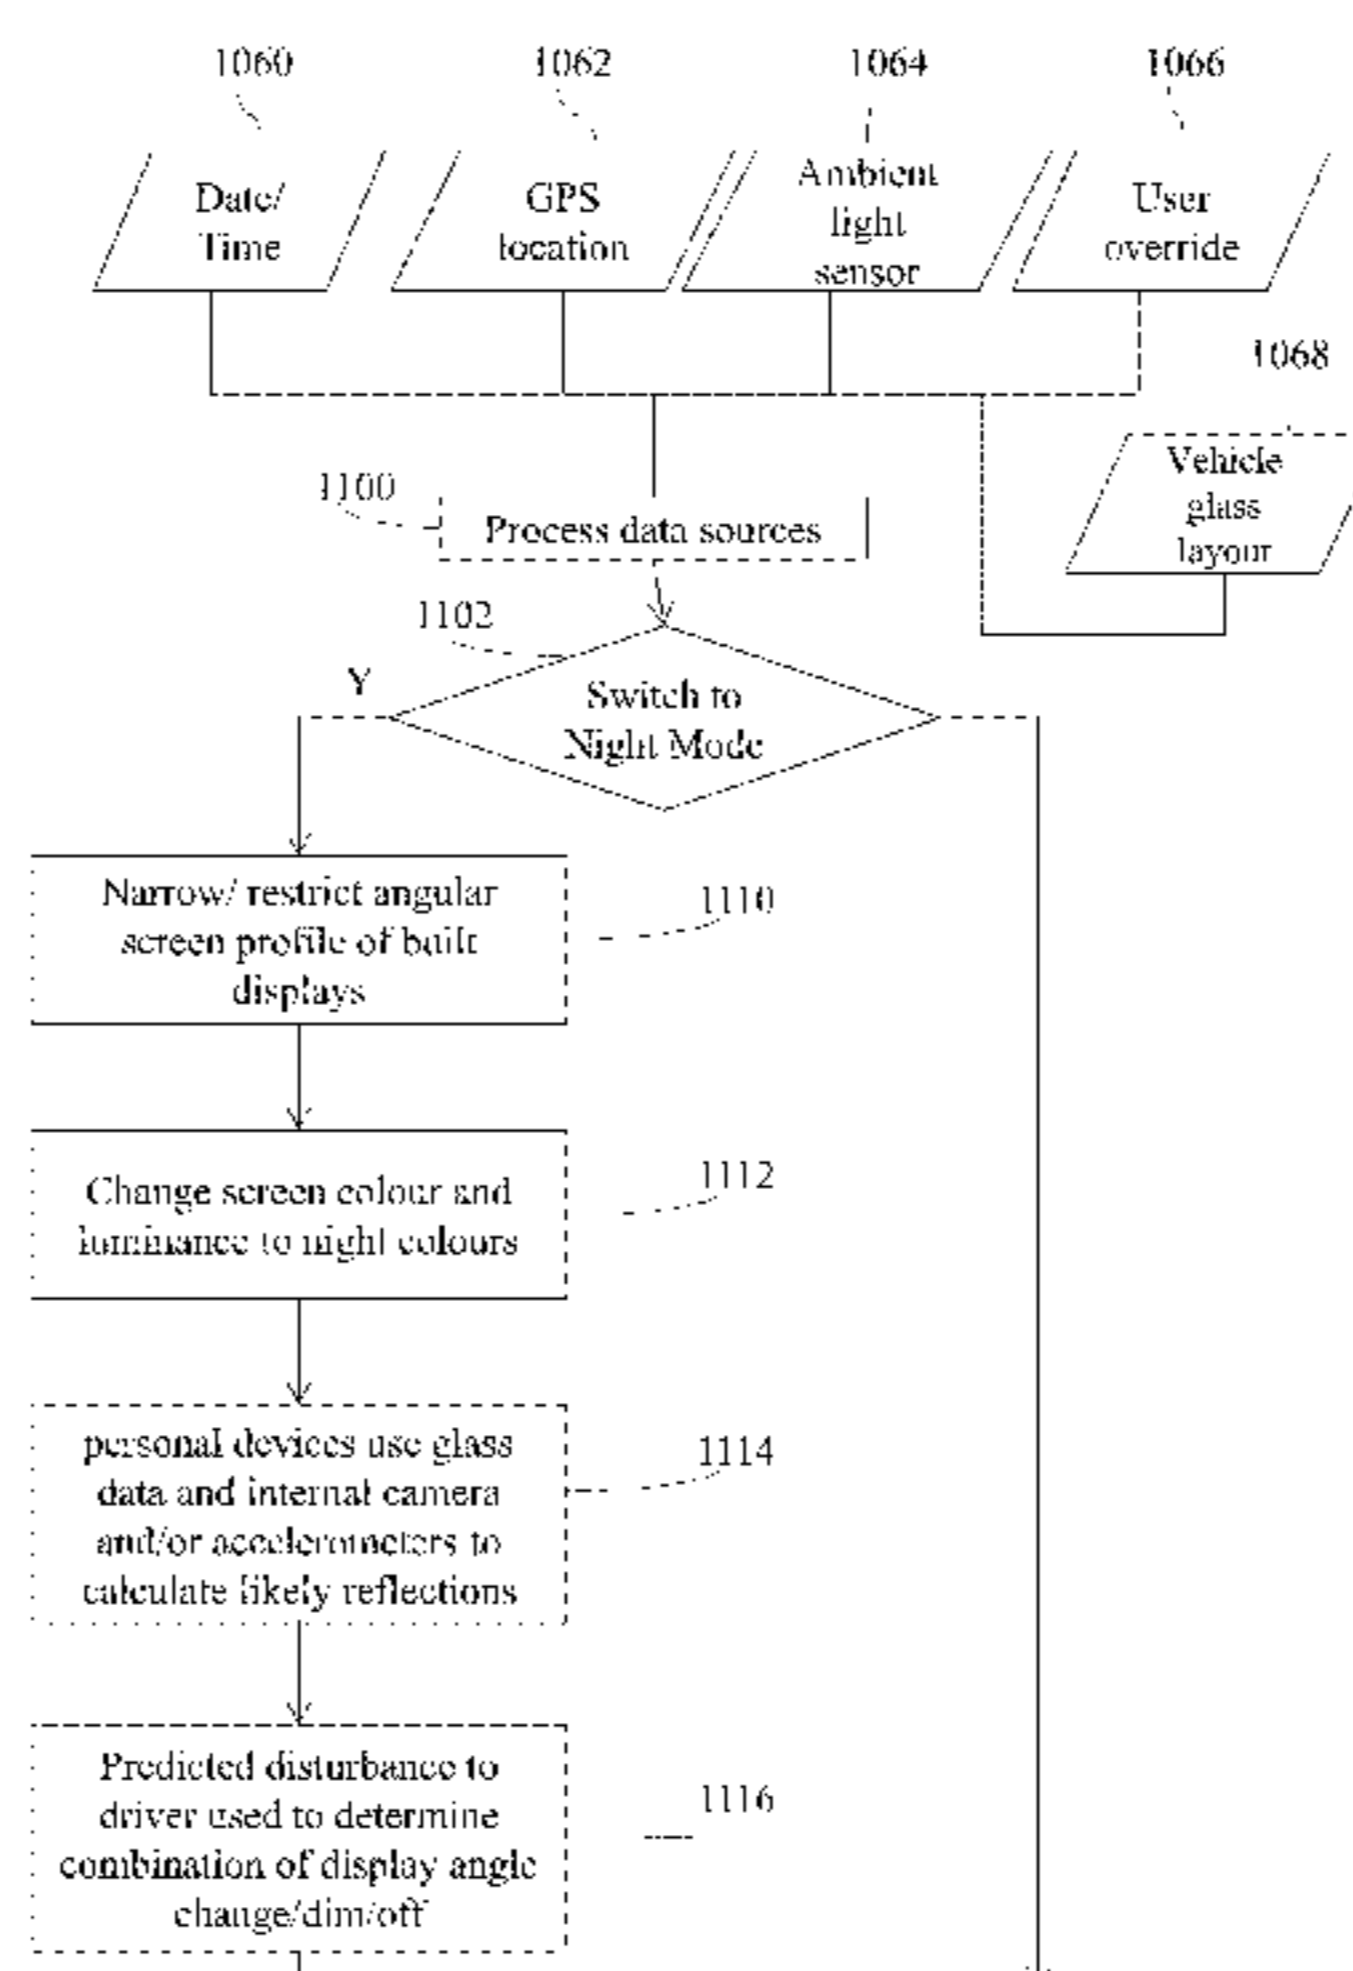 1060
1062
1064
1066
Date/
Time
GPS
location
Ambient
light
sensor
User
override
1068
Vehicle
glass
layout
1100
Process data sources
1102
Y
Switch to
Night Mode
Narrow/ restrict angular
screen profile of built
displays
1110
Change screen colour and
luminance to night colours
1112
personal devices use glass
data and internal camera
and/or accelerometers to
calculate likely reflections
1114
Predicted disturbance to
driver used to determine
combination of display angle
change/dim/off
1116